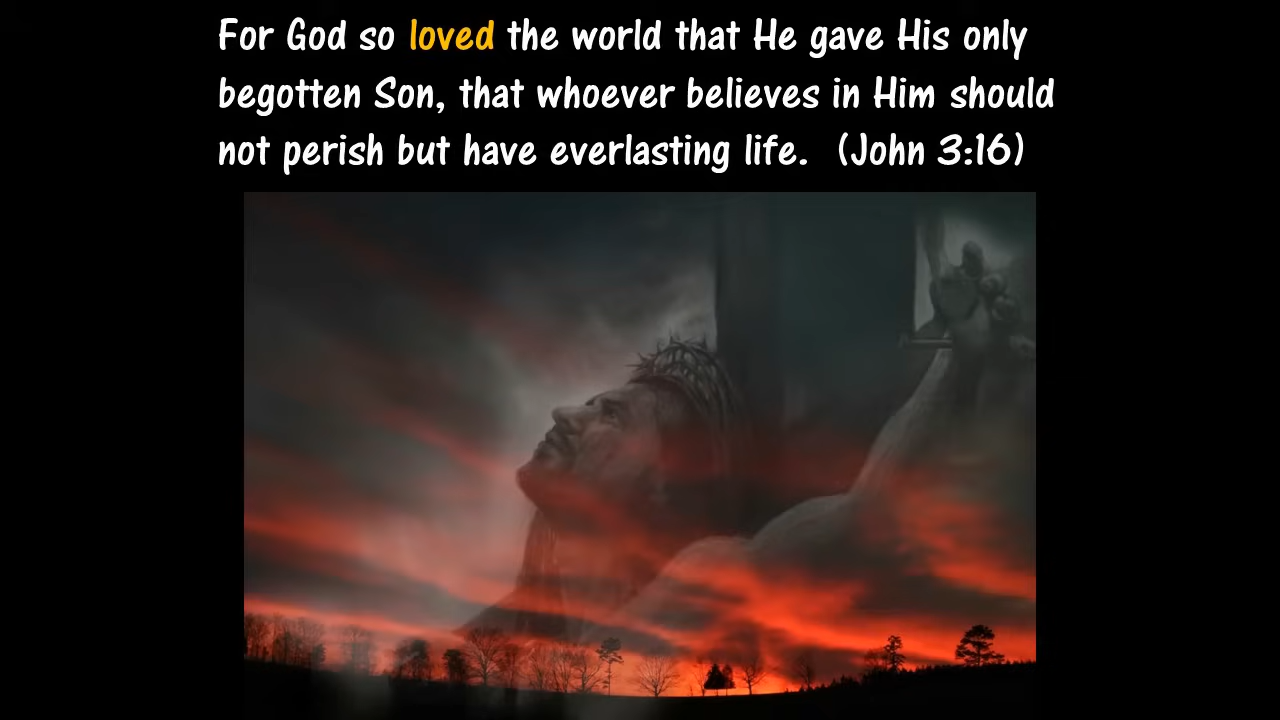 For God so loved the world that He gave His only
begotten Son, that whoever believes in Him should
not perish but have everlasting life. (John 3:16)